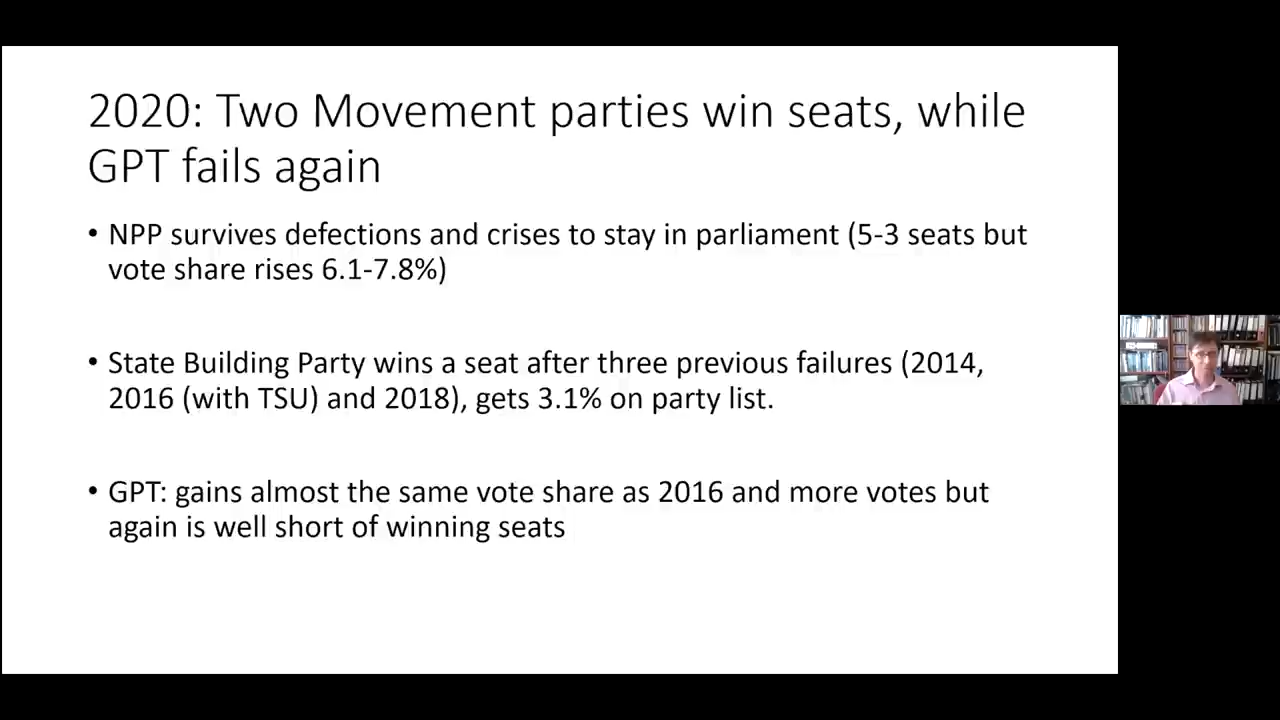 2020: Two Movement parties win seats, while
GPT fails again
• NPP survives defections and crises to stay in parliament (5-3 seats but
vote share rises 6.1-7.8%)
• State Building Party wins a seat after three previous failures (2014,
2016 (with TSU) and 2018), gets 3.1% on party list.
• GPT: gains almost the same vote share as 2016 and more votes but
again is well short of winning seats